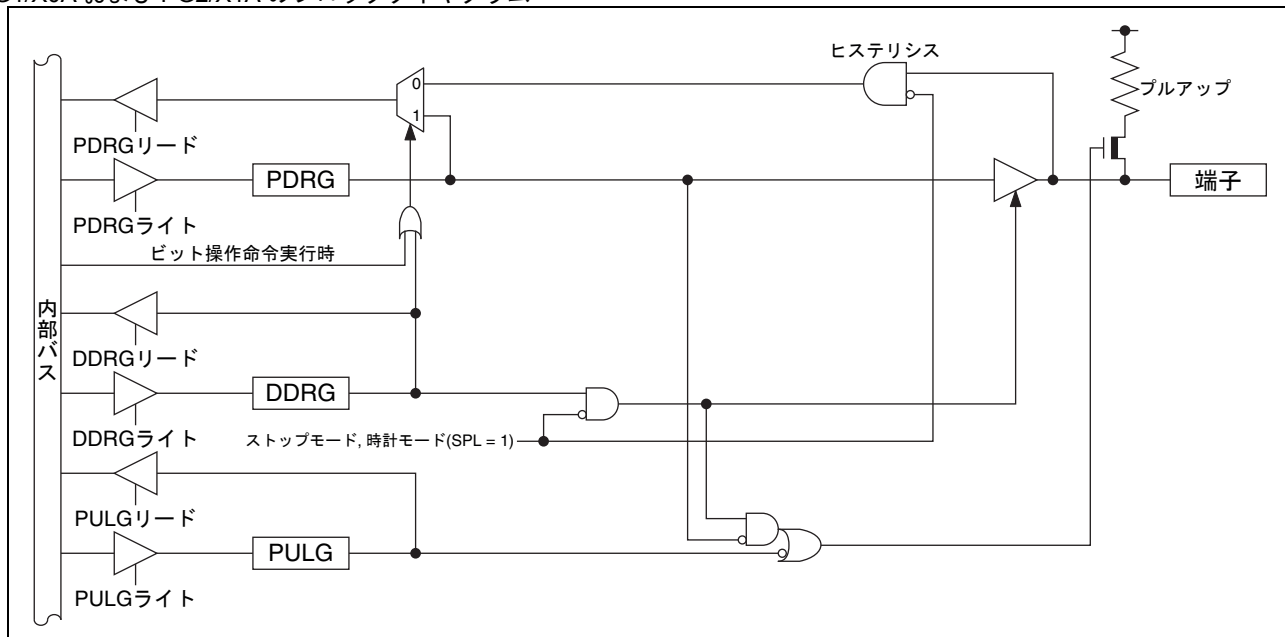 ヒステリシス
0
1
プルアップ
PDRGリード
PDRG
端子
PDRGライト
ビット操作命令実行時
内部バス
DDRGリード
DDRG
DDRGライト
ストップモード, 時計モード(SPL = 1)
PULGリード
PULG
PULGライト